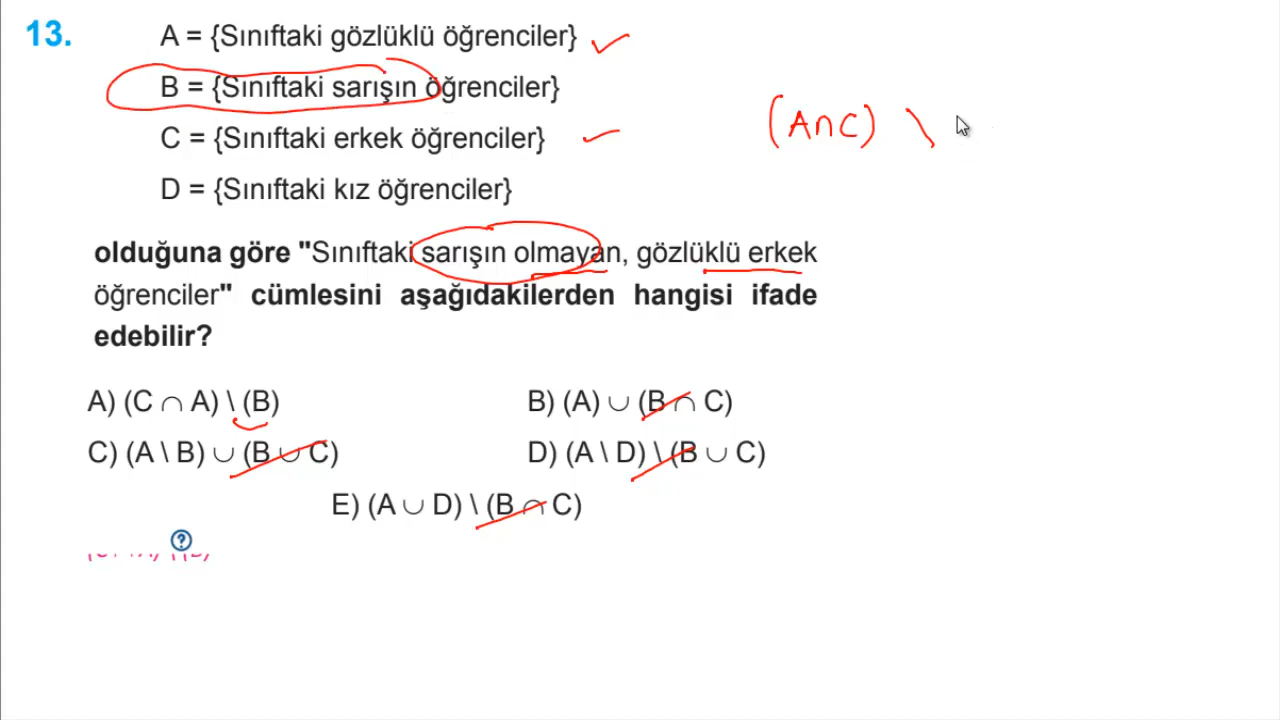 13.
A = {Sınıftaki gözlüklü öğrenciler}
B = {Sınıftaki sarışın öğrenciler}
C = {Sınıftaki erkek öğrenciler}
D = {Sınıftaki kız öğrenciler}
(A∩C) \
olduğuna göre "Sınıftaki sarışın olmayan, gözlüklü erkek
öğrenciler" cümlesini aşağıdakilerden hangisi ifade
edebilir?
A) (C ∩ A) \ (B)
B) (A) ∪ (B ∩ C)
C) (A \ B) ∪ (B ∪ C)
D) (A \ D) \ (B ∪ C)
E) (A ∪ D) \ (B ∩ C)
?